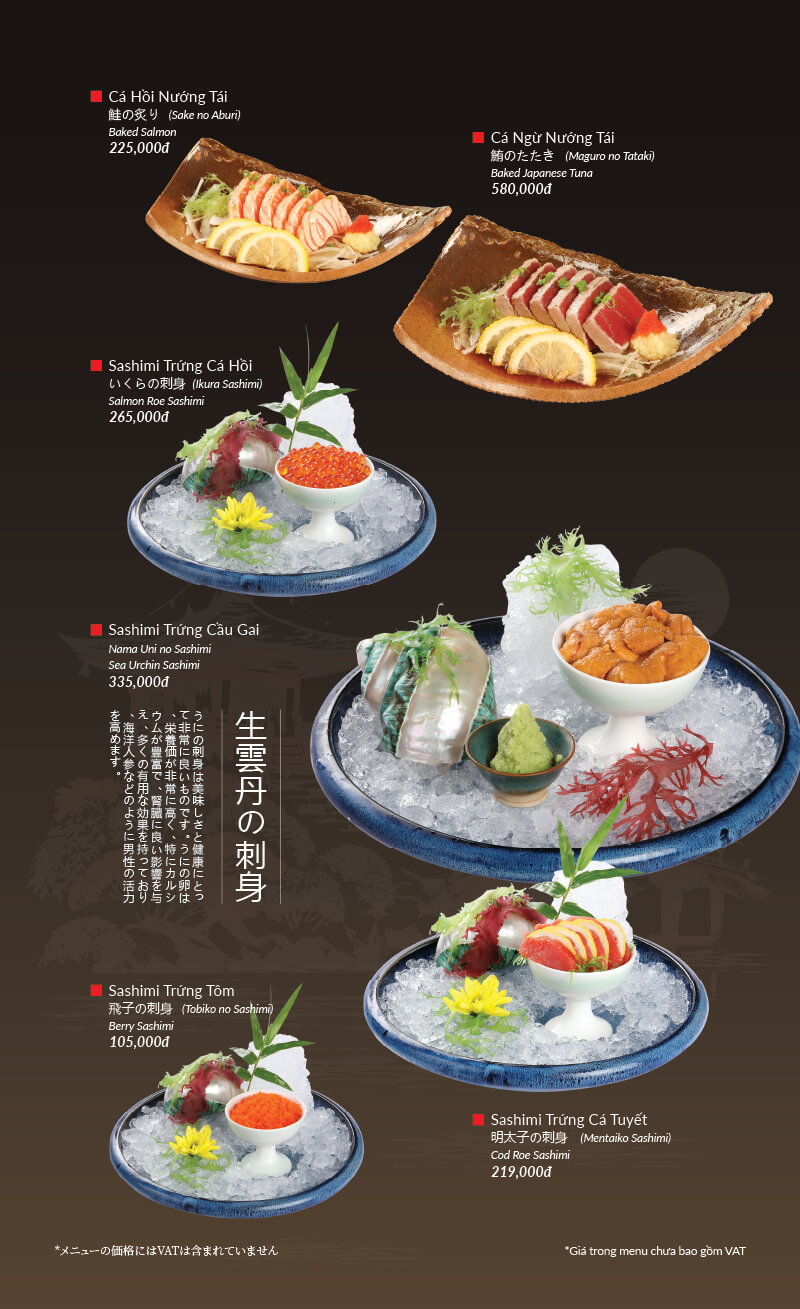 Cá Hồi Nướng Tái
鮭の炙り (Sake no Aburi)
Baked Salmon
225,000đ
Cá Ngừ Nướng Tái
鮪のたたき (Maguro no Tataki)
Baked Japanese Tuna
580,000đ
Sashimi Trứng Cá Hồi
いくらの刺身 (Ikura Sashimi)
Salmon Roe Sashimi
265,000đ
Sashimi Trứng Cầu Gai
Nama Uni no Sashimi
Sea Urchin Sashimi
335,000đ
生雲丹の刺身
うにの刺身は美味しさと健康にとっ
て非常に良いものです。うにの卵は
、栄養価が非常に高く、特にカルシ
ウムが豊富で、腎臓に良い影響を与
え、多くの有用な効果を持っており
、海洋人参などのように男性の活力
を高めます。
Sashimi Trứng Tôm
飛子の刺身 (Tobiko no Sashimi)
Berry Sashimi
105,000đ
Sashimi Trứng Cá Tuyết
明太子の刺身 (Mentaiko Sashimi)
Cod Roe Sashimi
219,000đ
*メニューの価格にはVATは含まれていません
*Giá trong menu chưa bao gồm VAT